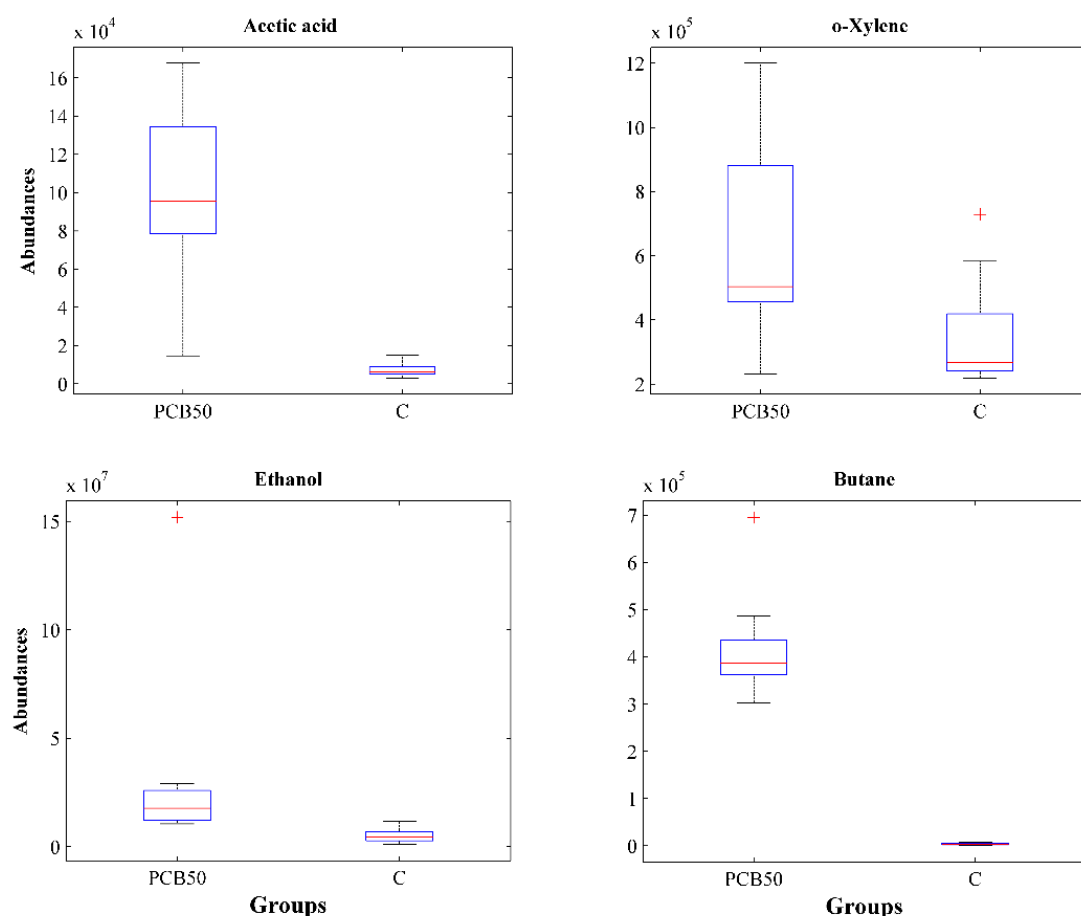 Acetic acid
x 10^4
Abundances
16
14
12
10
8
6
4
2
0
PCB50
C
o-Xylene
x 10^5
12
10
8
6
4
2
PCB50
C
Ethanol
x 10^7
Abundances
15
10
5
0
PCB50
C
Groups
Butane
x 10^5
7
6
5
4
3
2
1
0
PCB50
C
Groups